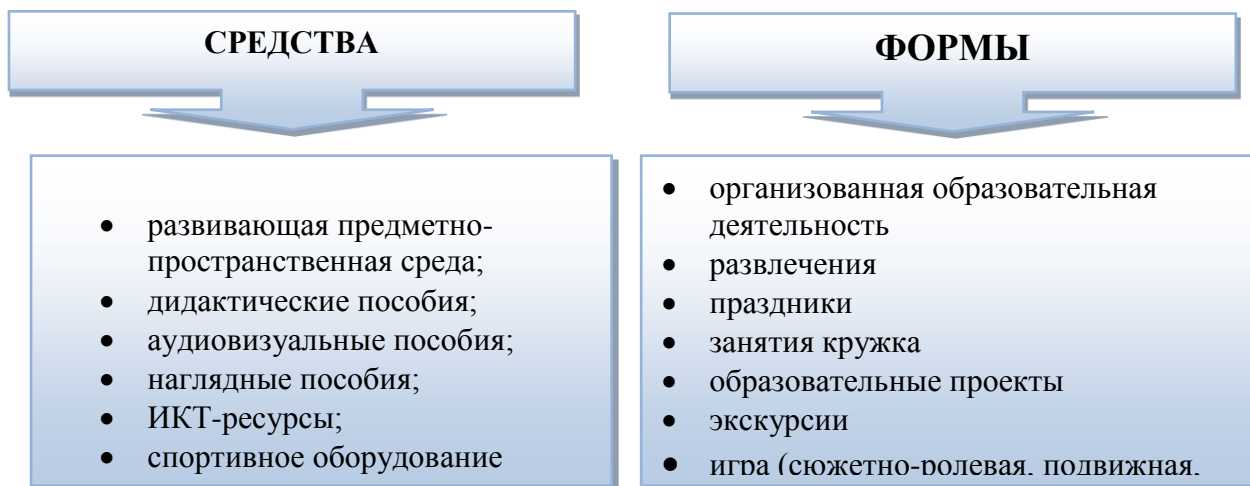 СРЕДСТВА
развивающая предметно-
пространственная среда;
дидактические пособия;
аудиовизуальные пособия;
наглядные пособия;
ИКТ-ресурсы;
спортивное оборудование
ФОРМЫ
организованная образовательная
деятельность
развлечения
праздники
занятия кружка
образовательные проекты
экскурсии
игра (сюжетно-ролевая, подвижная,